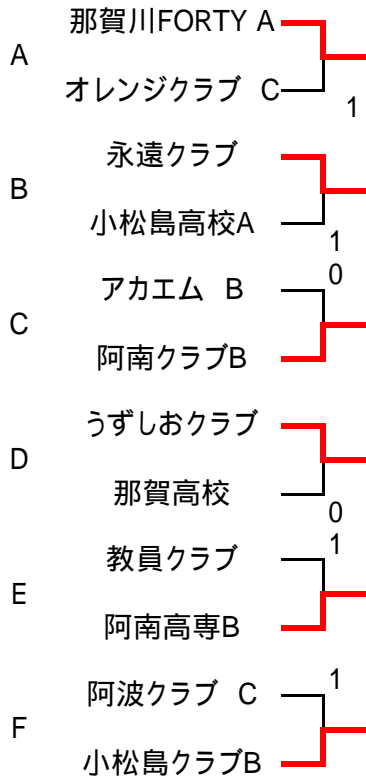 那賀川FORTY A
A
オレンジクラブ C
1
永遠クラブ
B
小松島高校A
1
0
アカエム B
C
阿南クラブB
うずしおクラブ
D
那賀高校
0
1
教員クラブ
E
阿南高専B
阿波クラブ C
1
F
小松島クラブB